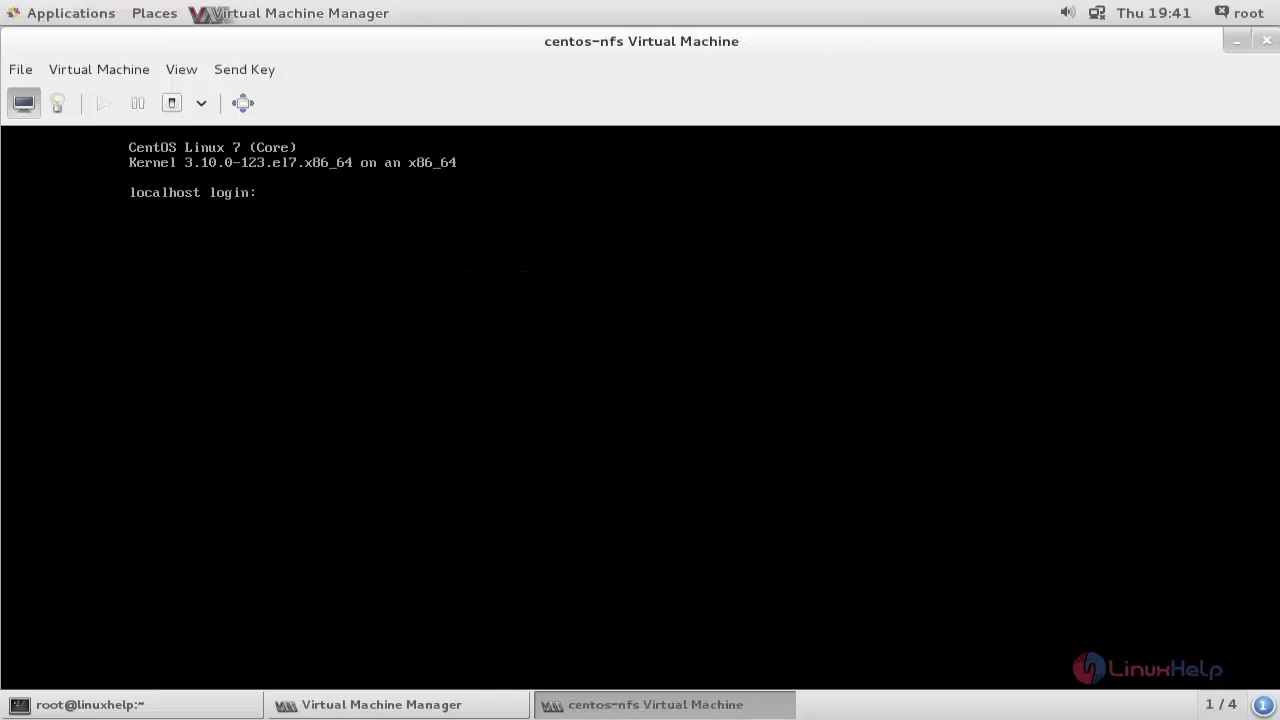 Applications Places Virtual Machine Manager Thu 19:41 root
centos-nfs Virtual Machine
File Virtual Machine View Send Key
CentOS Linux 7 (Core)
Kernel 3.10.0-123.el7.x86_64 on an x86_64
localhost login:
LinuxHelp
root@linuxhelp:~ Virtual Machine Manager centos-nfs Virtual Machine 1 / 4 1